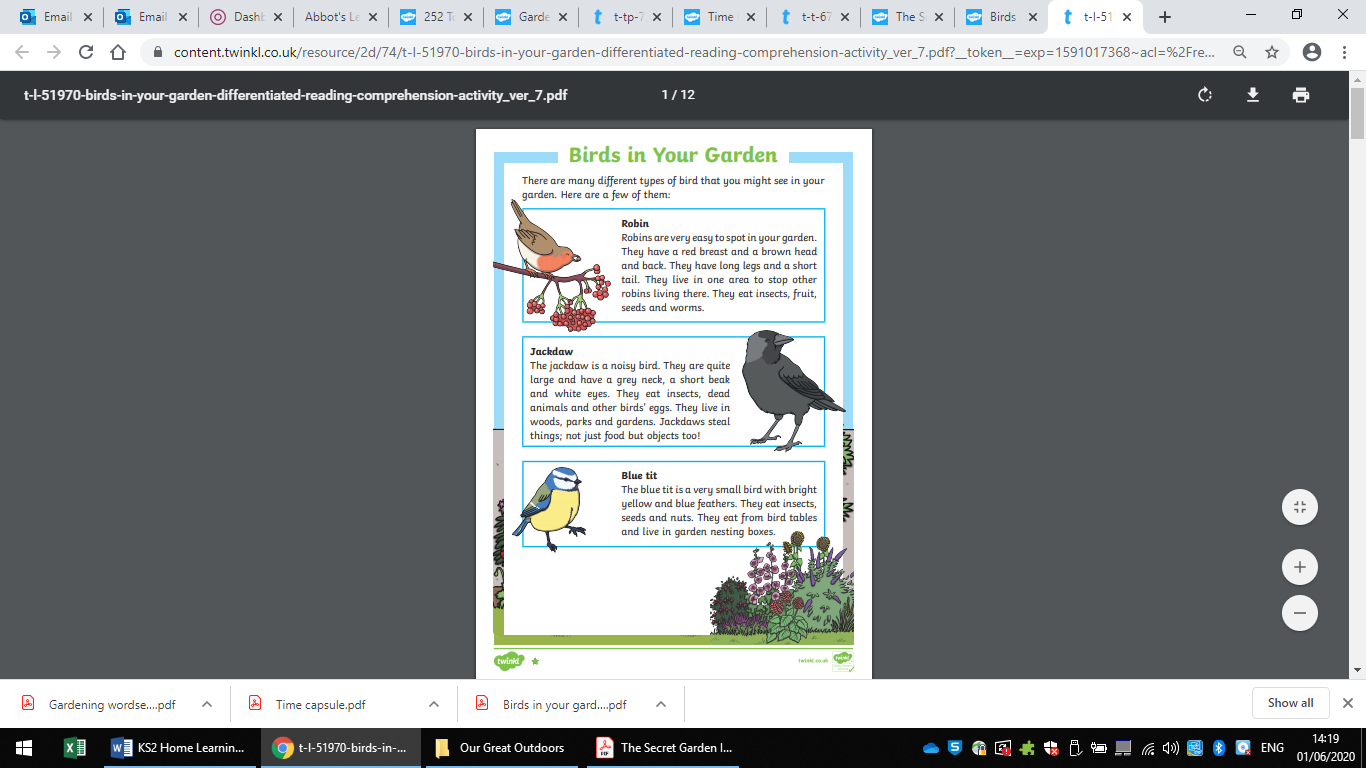 Email
Email
Dashb
Abbot's Le
252 To
Garde
t-tp-7
Time
t-t-67
The S
Birds
t-l-51
content.twinkl.co.uk/resource/2d/74/t-l-51970-birds-in-your-garden-differentiated-reading-comprehension-activity_ver_7.pdf?__token__=exp=1591017368~acl=%2Fre...
t-l-51970-birds-in-your-garden-differentiated-reading-comprehension-activity_ver_7.pdf
1 / 12
Birds in Your Garden
There are many different types of bird that you might see in your
garden. Here are a few of them:
Robin
Robins are very easy to spot in your garden.
They have a red breast and a brown head
and back. They have long legs and a short
tail. They live in one area to stop other
robins living there. They eat insects, fruit,
seeds and worms.
Jackdaw
The jackdaw is a noisy bird. They are quite
large and have a grey neck, a short beak
and white eyes. They eat insects, dead
animals and other birds' eggs. They live in
woods, parks and gardens. Jackdaws steal
things; not just food but objects too!
Blue tit
The blue tit is a very small bird with bright
yellow and blue feathers. They eat insects,
seeds and nuts. They eat from bird tables
and live in garden nesting boxes.
twinkl
twinkl.co.uk
twinkl
Gardening wordse....pdf
Time capsule.pdf
Birds in your gard....pdf
Show all
KS2 Home Learnin...
t-l-51970-birds-in-...
Our Great Outdoors
The Secret Garden I...
ENG
14:19
01/06/2020